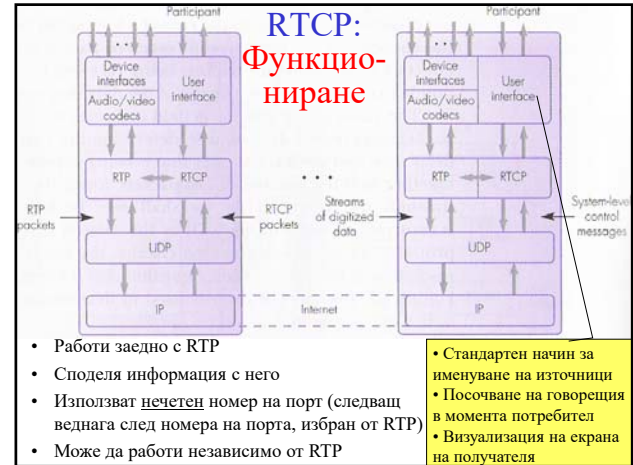 Participant
Participant
RTCP:
Функцио-
ниране
Device
interfaces
User
interface
Audio/video
codecs
Device
interfaces
User
interface
Audio/video
codecs
RTP
RTCP
RTP
RTCP
RTP
packets
RTCP
packets
Streams
of digitized
data
System-level
control
messages
UDP
UDP
IP
Internet
IP
• Работи заедно с RTP
• Споделя информация с него
• Използват нечетен номер на порт (следващ
веднага след номера на порта, избран от RTP)
• Може да работи независимо от RTP
• Стандартен начин за
именуване на източници
• Посочване на говорещия
в момента потребител
• Визуализация на екрана
на получателя